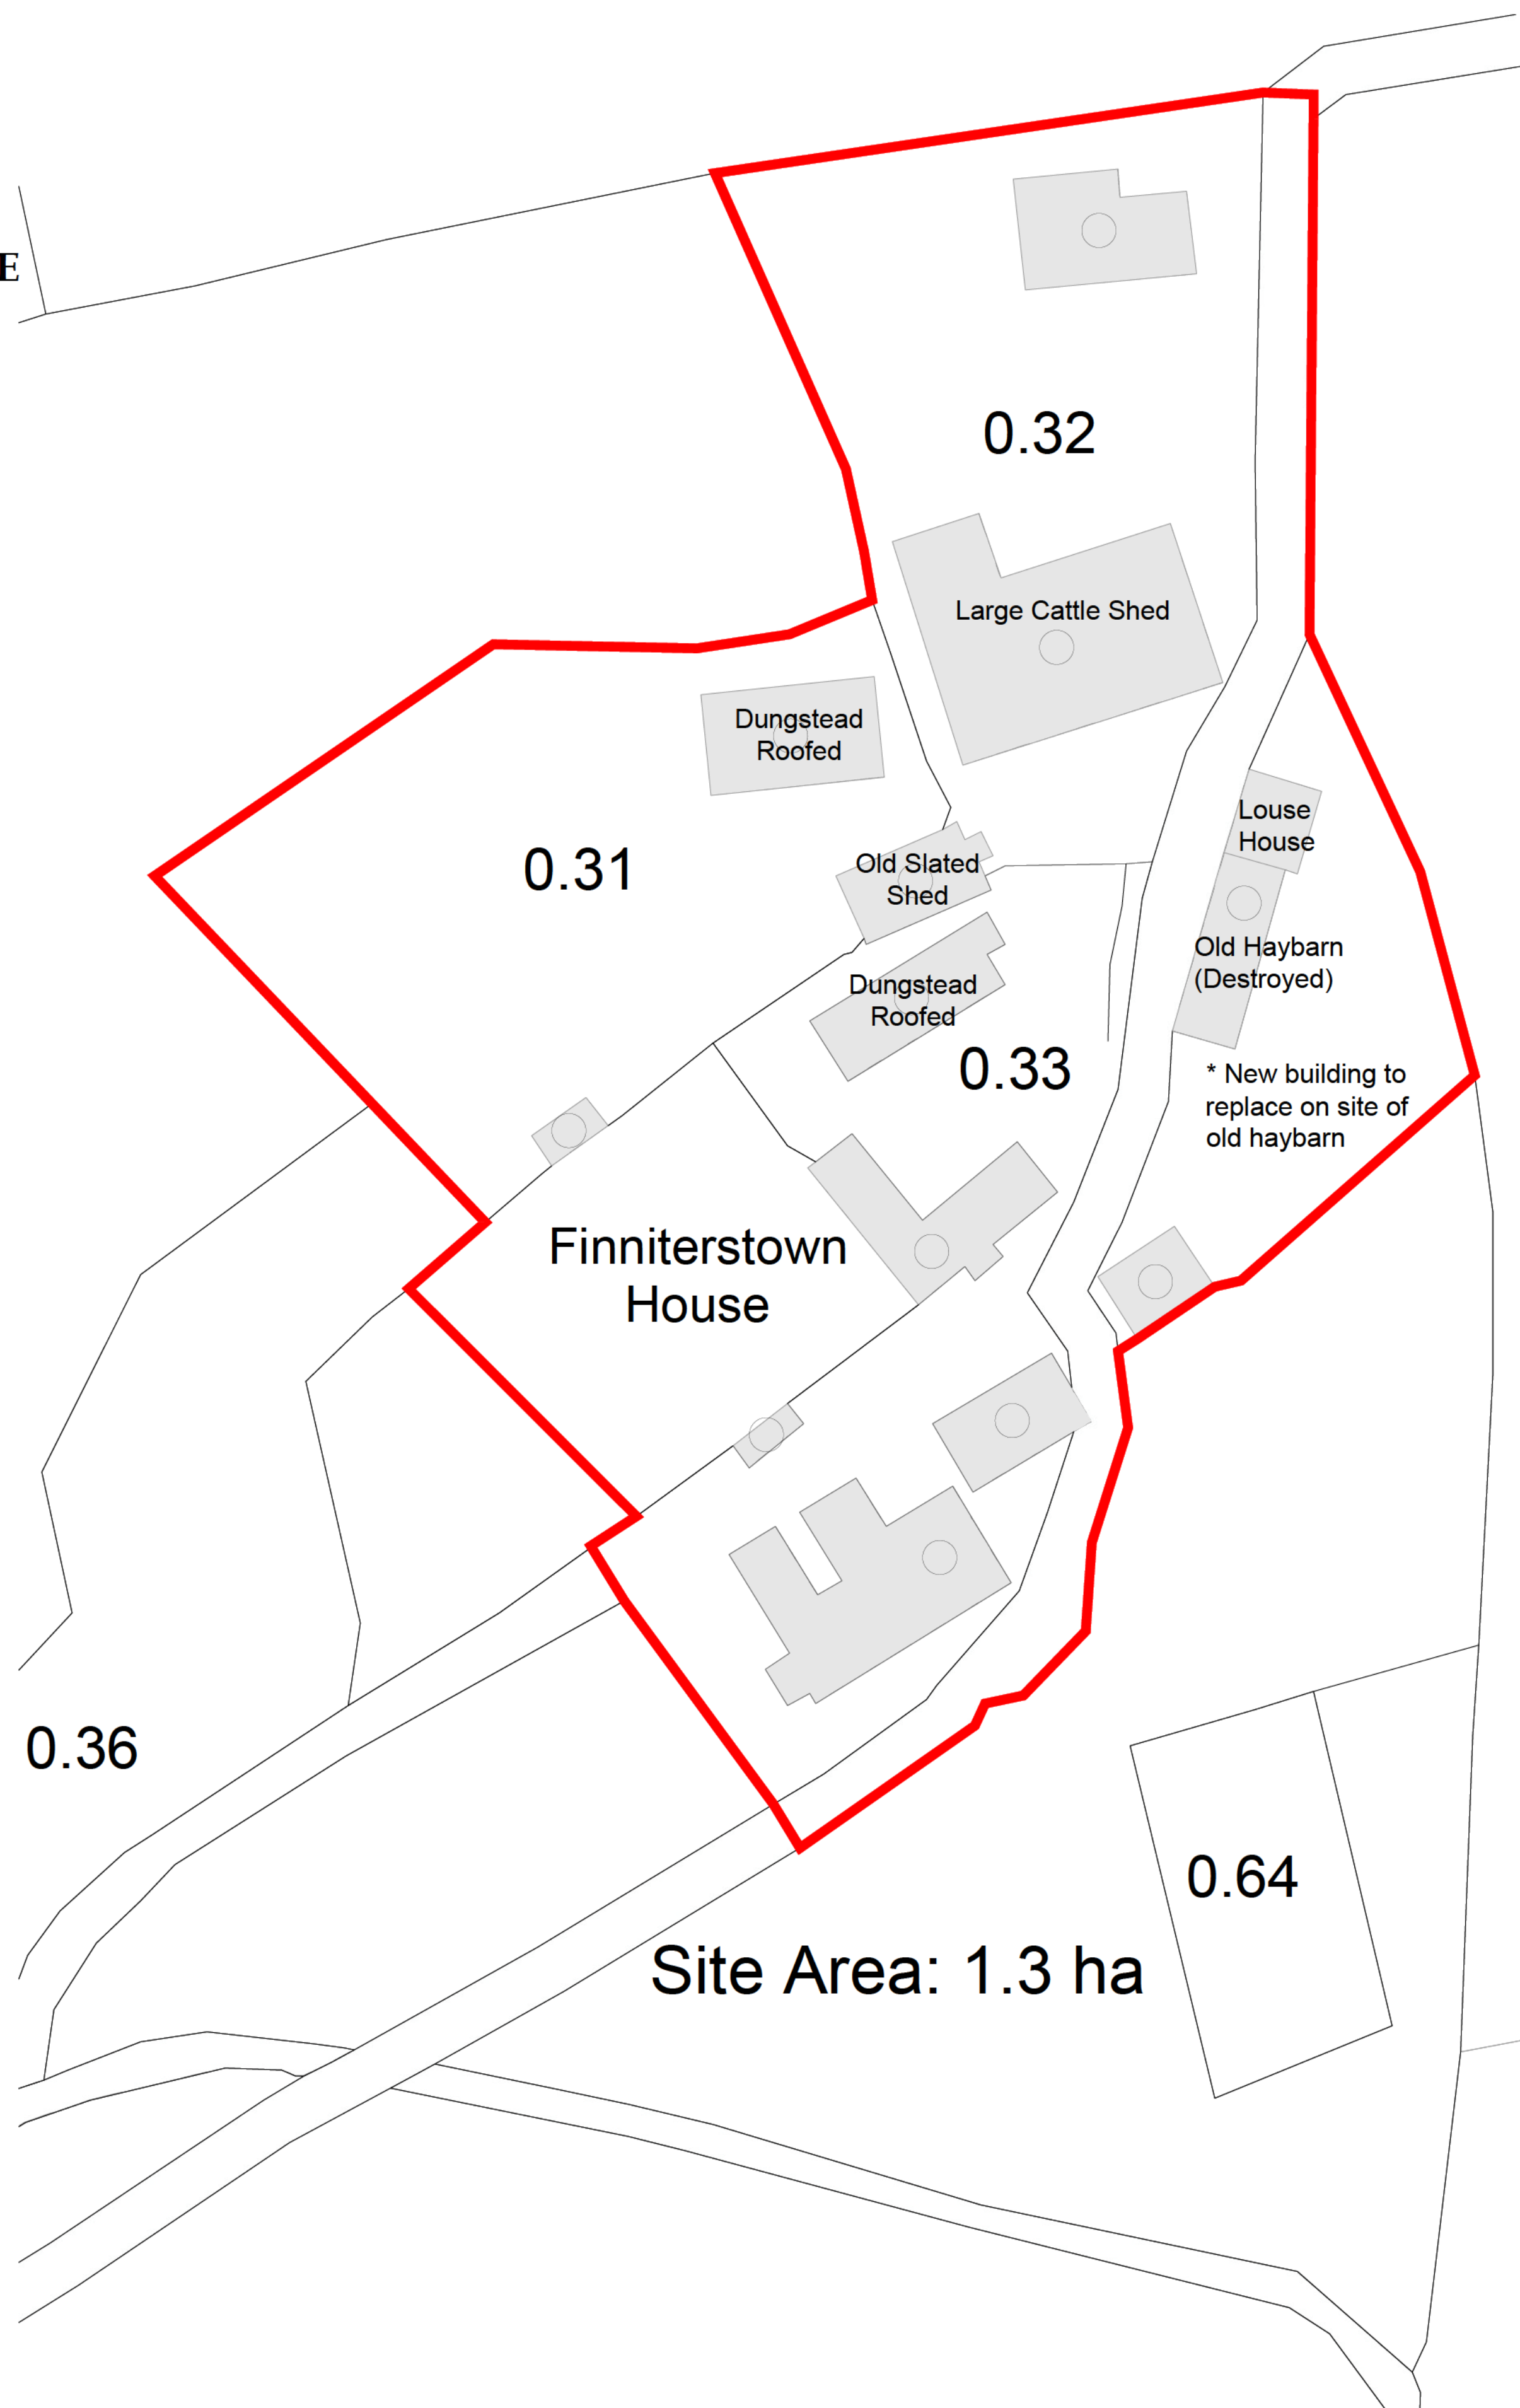 E
0.32
Large Cattle Shed
Dungstead
Roofed
Louse
House
0.31
Old Slated
Shed
Old Haybarn
(Destroyed)
Dungstead
Roofed
0.33
* New building to
replace on site of
old haybarn
Finniterstown
House
0.36
0.64
Site Area: 1.3 ha